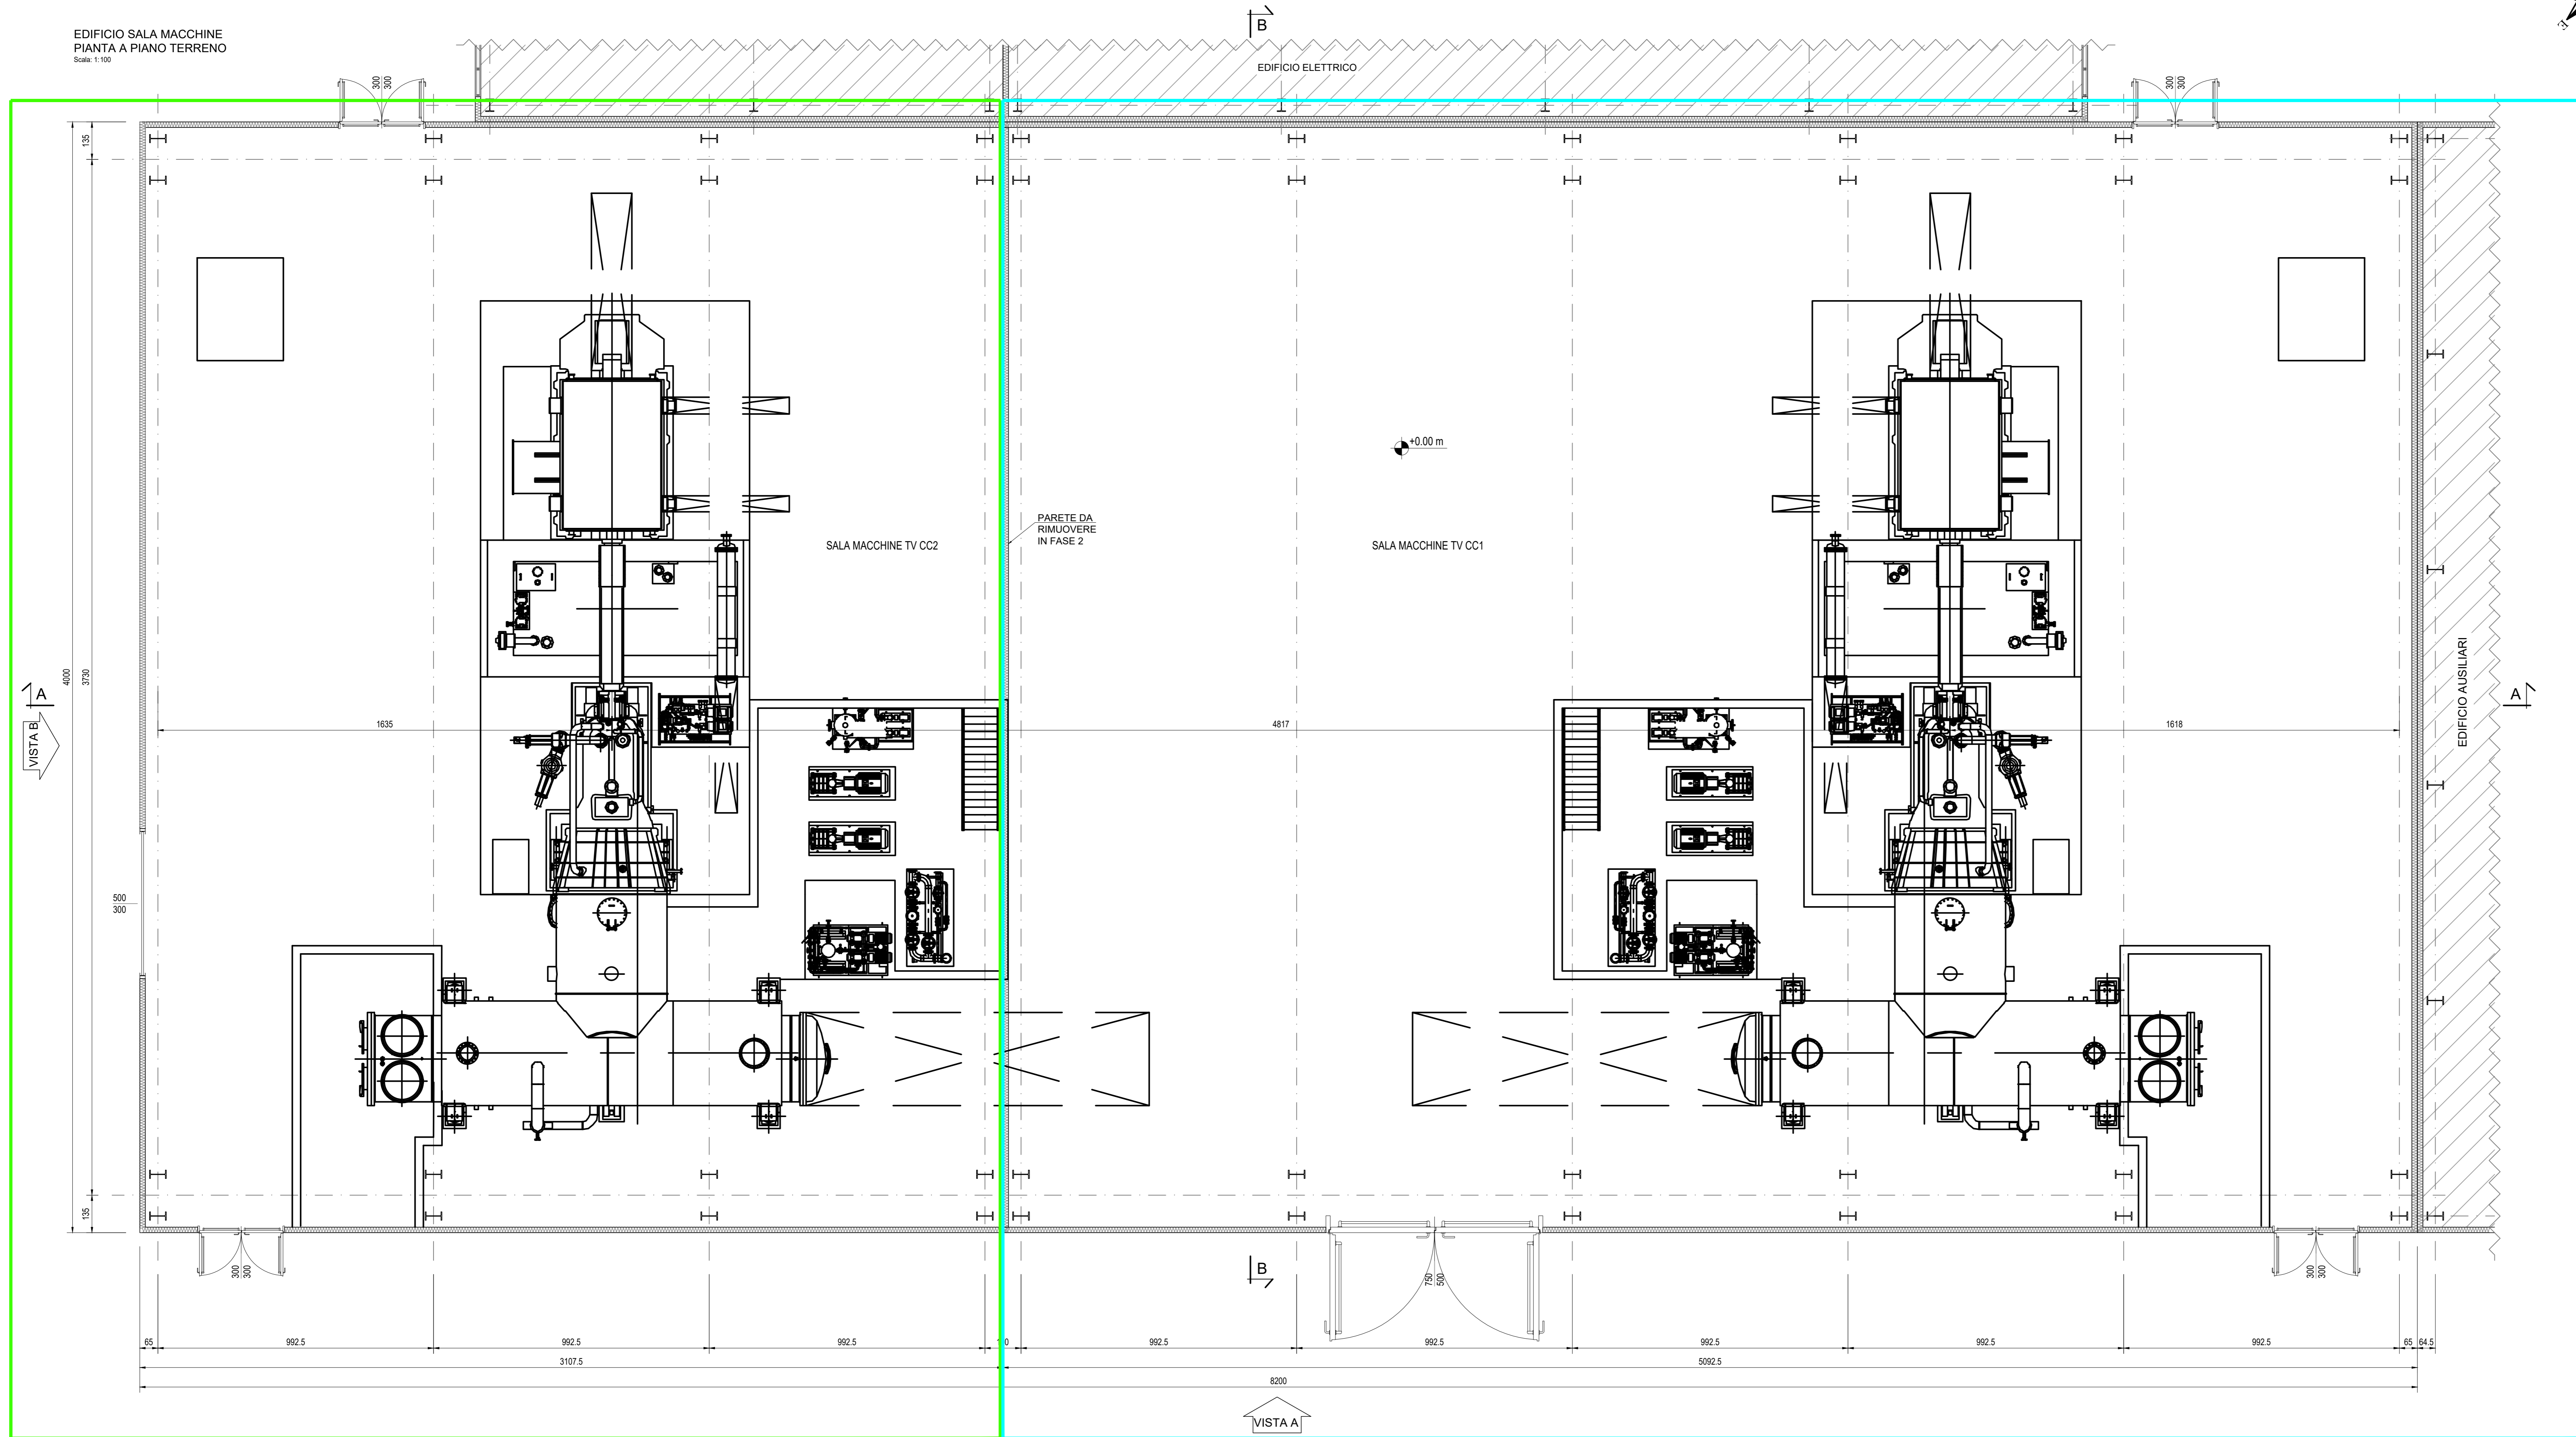 EDIFICIO SALA MACCHINE
PIANTA A PIANO TERRENO
Scala: 1:100
B
EDIFICIO ELETTRICO
300
300
300
300
135
3730
4000
135
+0.00 m
PARETE DA
RIMUOVERE
IN FASE 2
SALA MACCHINE TV CC2
SALA MACCHINE TV CC1
EDIFICIO AUSILIARI
A
VISTA B
A
1635
4817
1618
500
300
300
300
B
750
500
300
300
65
992.5
992.5
992.5
992.5
992.5
992.5
992.5
992.5
65
64.5
3107.5
5092.5
8200
VISTA A